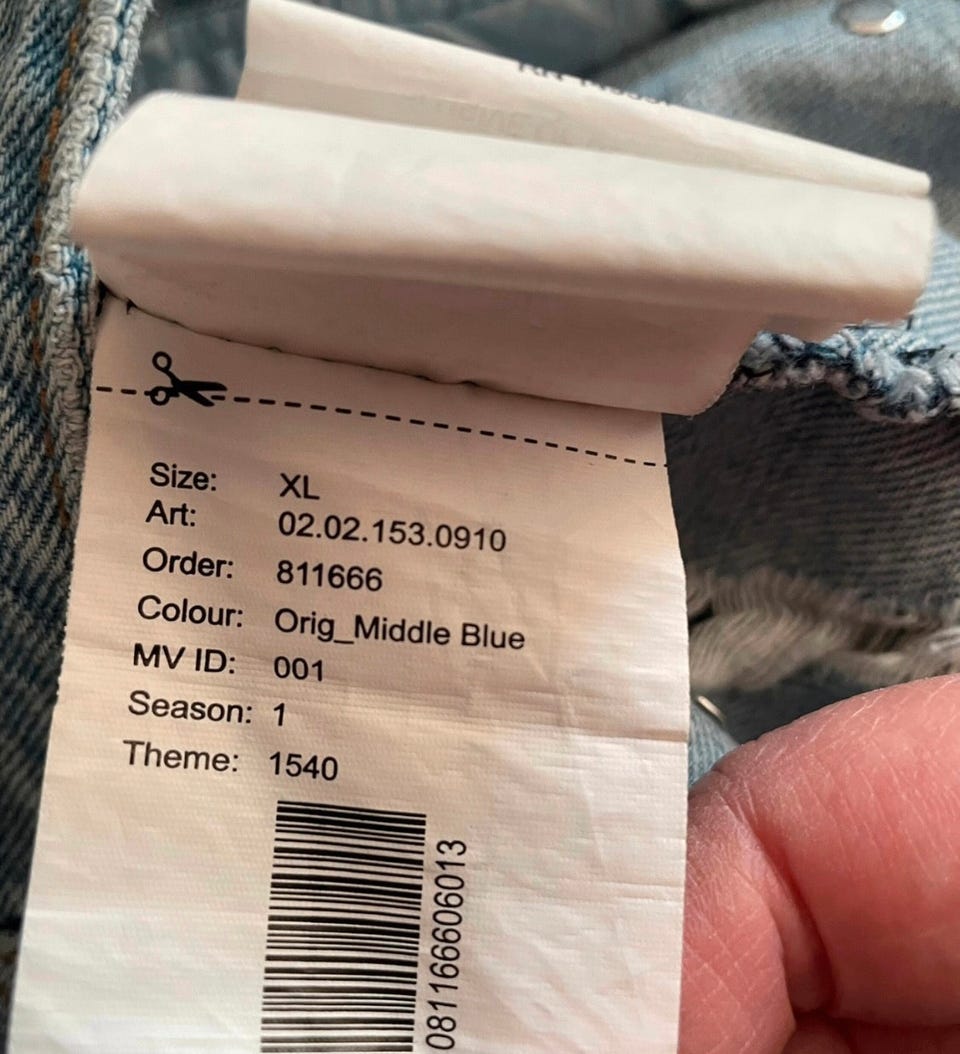 Size: XL
Art: 02.02.153.0910
Order: 811666
Colour: Orig_Middle Blue
MV ID: 001
Season: 1
Theme: 1540
081166606013